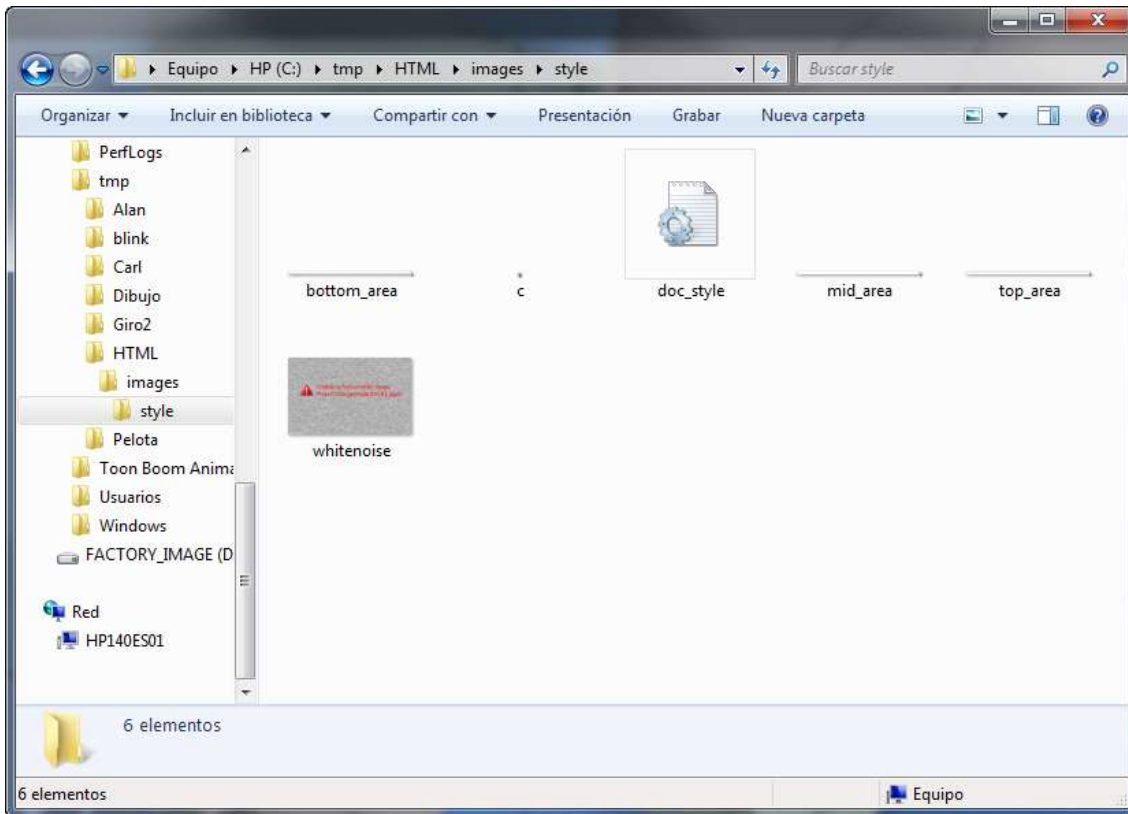 Equipo HP (C:) tmp HTML images style
Buscar style
Organizar Incluir en biblioteca Compartir con Presentación Grabar Nueva carpeta
PerfLogs
tmp
Alan
blink
Carl
Dibujo
Giro2
HTML
images
style
Pelota
Toon Boom Anima
Usuarios
Windows
FACTORY_IMAGE (D
Red
HP140ES01
bottom_area c doc_style mid_area top_area
whitenoise
6 elementos
6 elementos Equipo